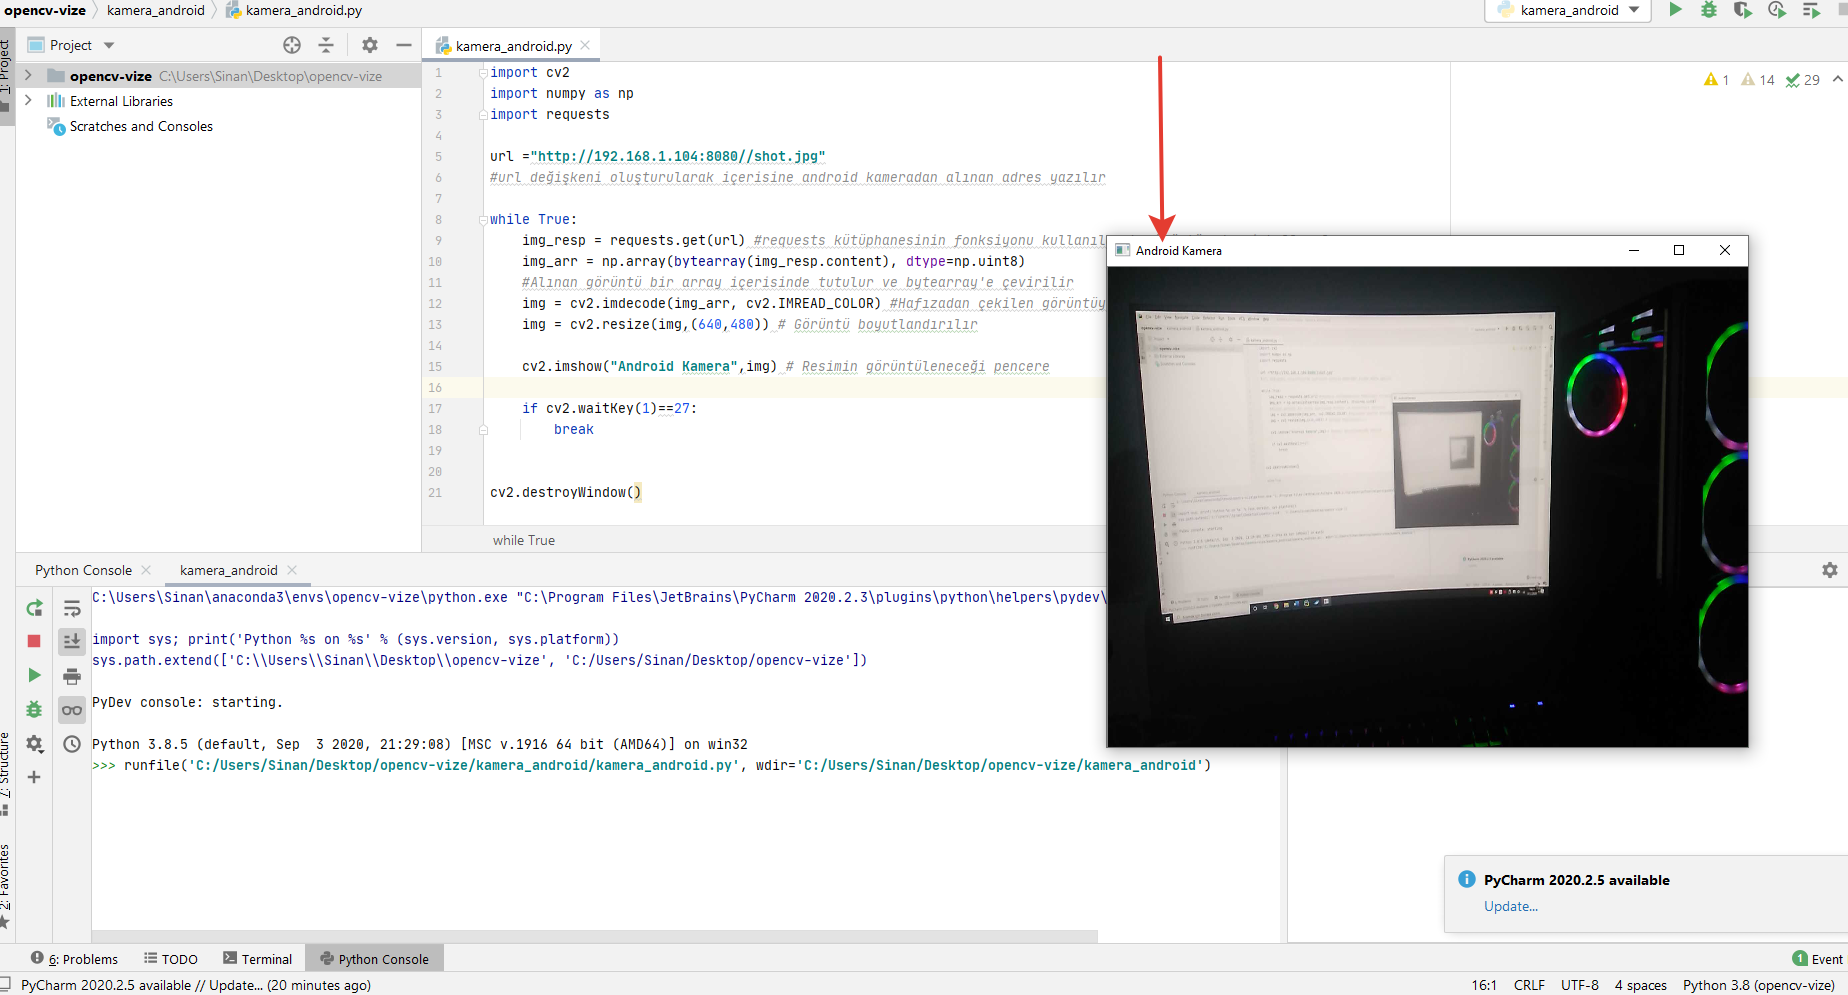 opencv-vize
kamera_android
kamera_android.py
kamera_android
Project
kamera_android.py
1: Project
opencv-vize C:\Users\Sinan\Desktop\opencv-vize
External Libraries
Scratches and Consoles
1 14 29
1 import cv2
2 import numpy as np
3 import requests
4
5 url ="http://192.168.1.104:8080//shot.jpg"
6 #url değişkeni oluşturularak içerisine android kameradan alınan adres yazılır
7
8 while True:
9 img_resp = requests.get(url) #requests kütüphanesinin fonksiyonu kullanıl
10 img_arr = np.array(bytearray(img_resp.content), dtype=np.uint8)
11 #Alınan görüntü bir array içerisinde tutulur ve bytearray'e çevirilir
12 img = cv2.imdecode(img_arr, cv2.IMREAD_COLOR) #Hafızadan çekilen görüntüy
13 img = cv2.resize(img,(640,480)) # Görüntü boyutlandırılır
14
15 cv2.imshow("Android Kamera",img) # Resimin görüntüleneceği pencere
16
17 if cv2.waitKey(1)==27:
18 break
19
20
21 cv2.destroyWindow()
while True
Android Kamera
Python Console
kamera_android
C:\Users\Sinan\anaconda3\envs\opencv-vize\python.exe "C:\Program Files\JetBrains\PyCharm 2020.2.3\plugins\python\helpers\pydev\
import sys; print('Python %s on %s' % (sys.version, sys.platform))
sys.path.extend(['C:\\Users\\Sinan\\Desktop\\opencv-vize', 'C:/Users/Sinan/Desktop/opencv-vize'])
PyDev console: starting.
Python 3.8.5 (default, Sep  3 2020, 21:29:08) [MSC v.1916 64 bit (AMD64)] on win32
>>> runfile('C:/Users/Sinan/Desktop/opencv-vize/kamera_android/kamera_android.py', wdir='C:/Users/Sinan/Desktop/opencv-vize/kamera_android')
7: Structure
2: Favorites
PyCharm 2020.2.5 available
Update...
6: Problems
TODO
Terminal
Python Console
1 Event
PyCharm 2020.2.5 available // Update... (20 minutes ago)
16:1 CRLF UTF-8 4 spaces Python 3.8 (opencv-vize)